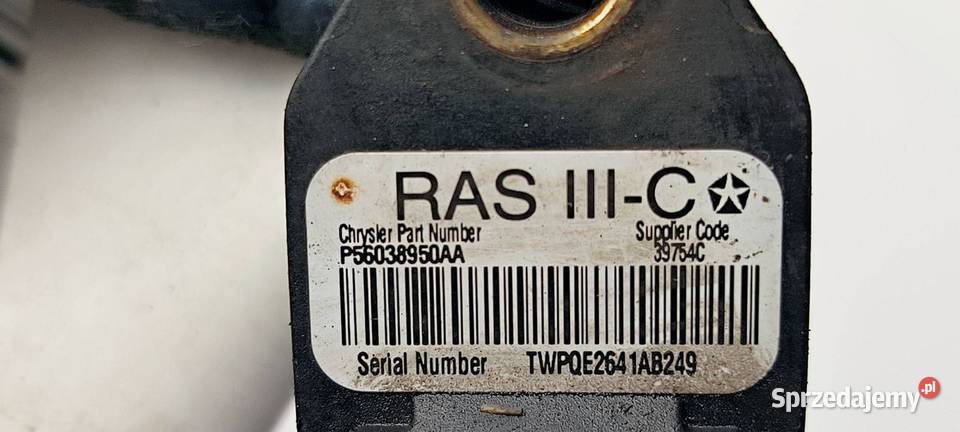 RAS III-C
Chrysler Part Number Supplier Code
P56038950AA 39754C
Serial Number TWPQE2641AB249
Sprzedajemy.pl